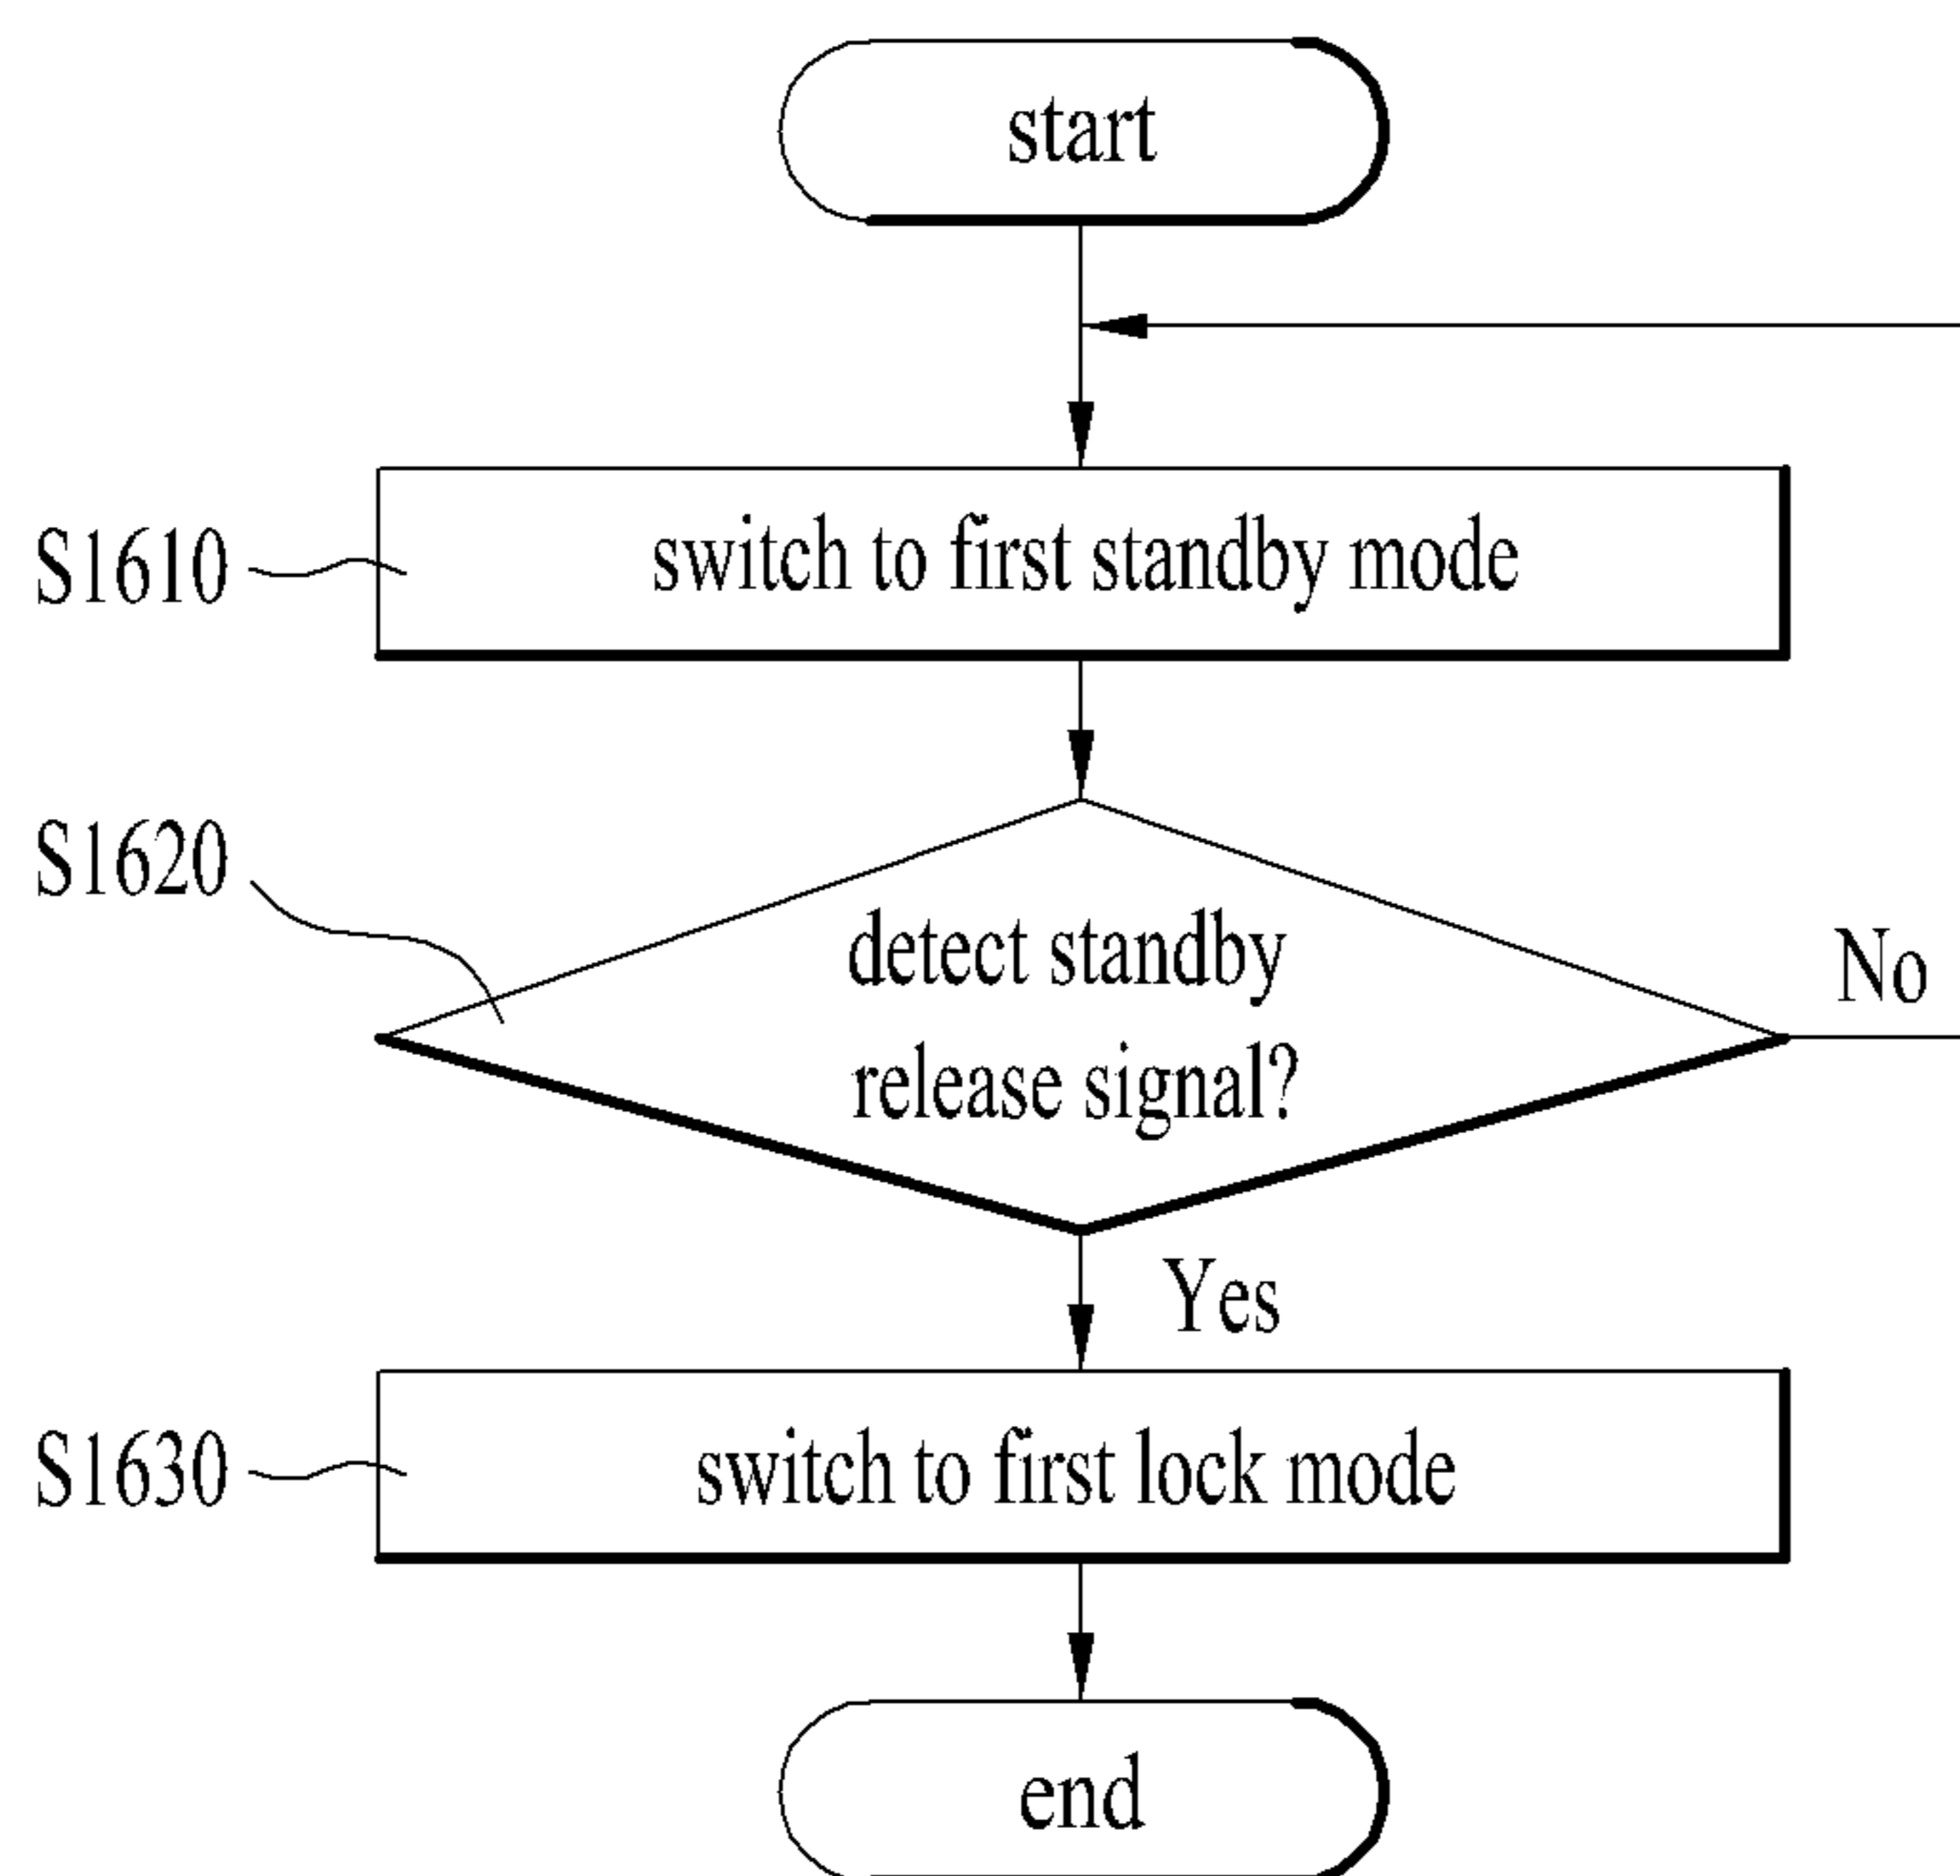 start
S1610
switch to first standby mode
S1620
detect standby
release signal?
No
Yes
S1630
switch to first lock mode
end